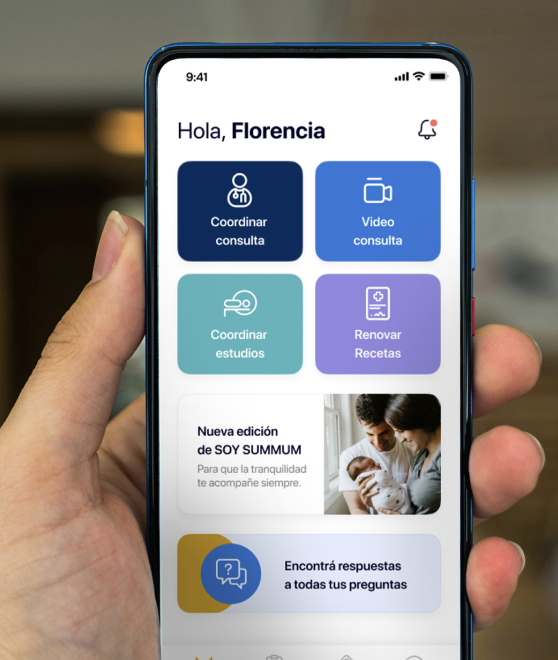 9:41
Hola, Florencia
Coordinar
consulta
Video
consulta
Coordinar
estudios
Renovar
Recetas
Nueva edición
de SOY SUMMUM
Para que la tranquilidad
te acompañe siempre.
?
Encontrá respuestas
a todas tus preguntas